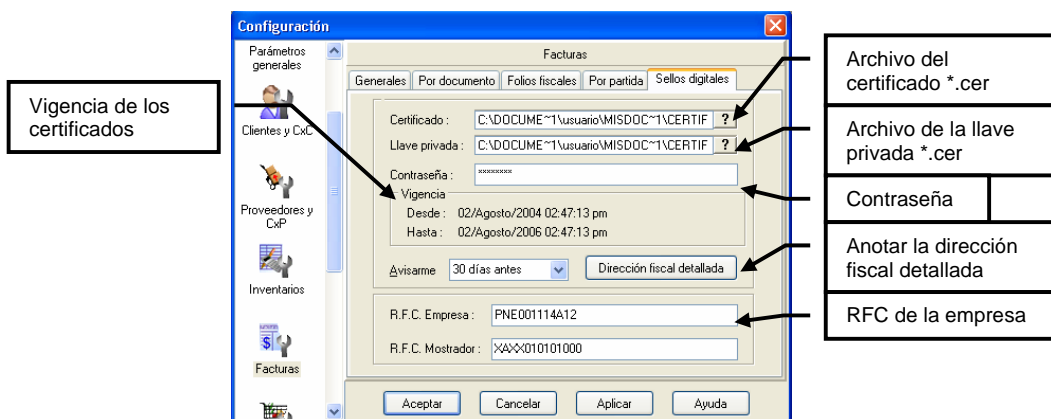 Configuración
Parámetros
generales
Clientes y CxC
Proveedores y
CxP
Inventarios
Facturas
Facturas
Generales
Por documento
Folios fiscales
Por partida
Sellos digitales
Certificado :
C:\DOCUME~1\usuario\MISDOC~1\CERTIF
?
Llave privada :
C:\DOCUME~1\usuario\MISDOC~1\CERTIF
?
Contraseña :
××××××××
Vigencia
Desde : 02/Agosto/2004 02:47:13 pm
Hasta : 02/Agosto/2006 02:47:13 pm
Avisarme
30 días antes
Dirección fiscal detallada
R.F.C. Empresa :
PNE001114A12
R.F.C. Mostrador :
XAXX010101000
Aceptar
Cancelar
Aplicar
Ayuda
Vigencia de los
certificados
Archivo del
certificado *.cer
Archivo de la llave
privada *.cer
Contraseña
Anotar la dirección
fiscal detallada
RFC de la empresa